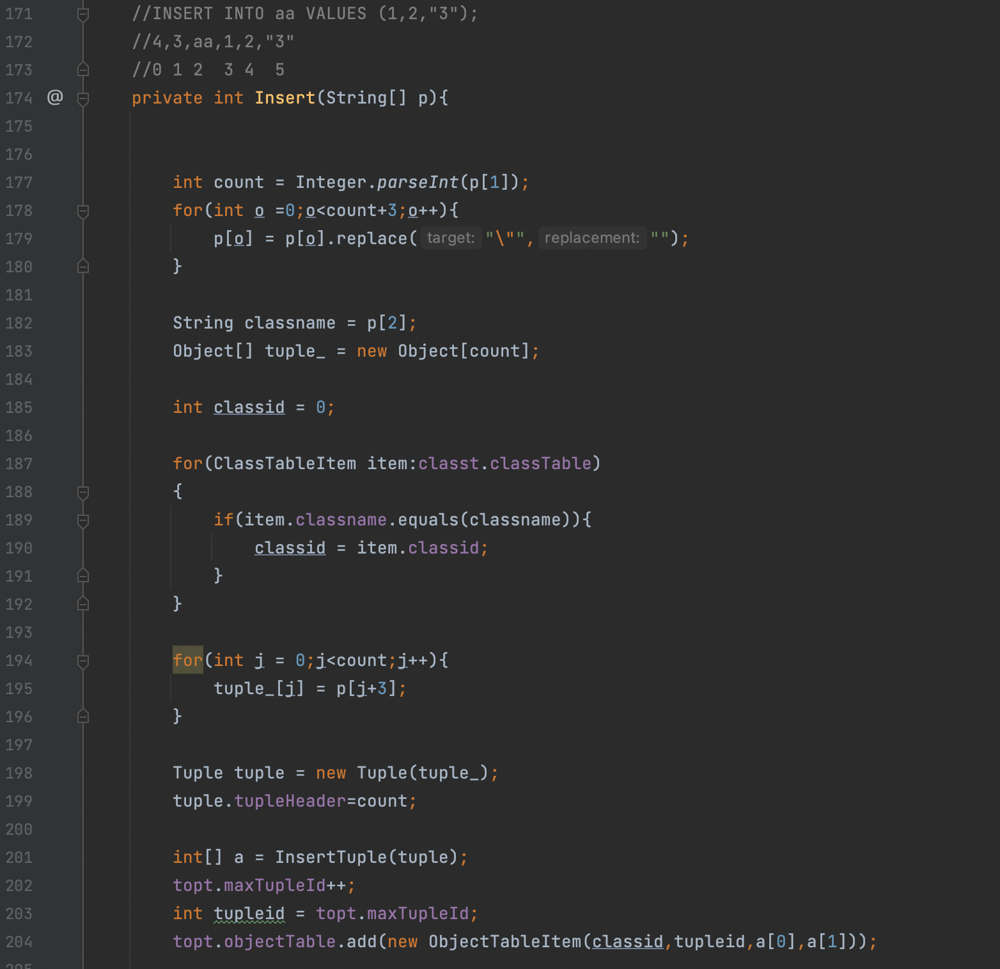 171 //INSERT INTO aa VALUES (1,2,"3");
172 //4,3,aa,1,2,"3"
173 //0 1 2  3 4  5
174 @ private int Insert(String[] p){
175
176
177 int count = Integer.parseInt(p[1]);
178 for(int o =0;o<count+3;o++){
179 p[o] = p[o].replace( target: "\"", replacement: "");
180 }
181
182 String classname = p[2];
183 Object[] tuple_ = new Object[count];
184
185 int classid = 0;
186
187 for(ClassTableItem item:classt.classTable)
188 {
189 if(item.classname.equals(classname)){
190 classid = item.classid;
191 }
192 }
193
194 for(int j = 0;j<count;j++){
195 tuple_[j] = p[j+3];
196 }
197
198 Tuple tuple = new Tuple(tuple_);
199 tuple.tupleHeader=count;
200
201 int[] a = InsertTuple(tuple);
202 topt.maxTupleId++;
203 int tupleid = topt.maxTupleId;
204 topt.objectTable.add(new ObjectTableItem(classid,tupleid,a[0],a[1]));